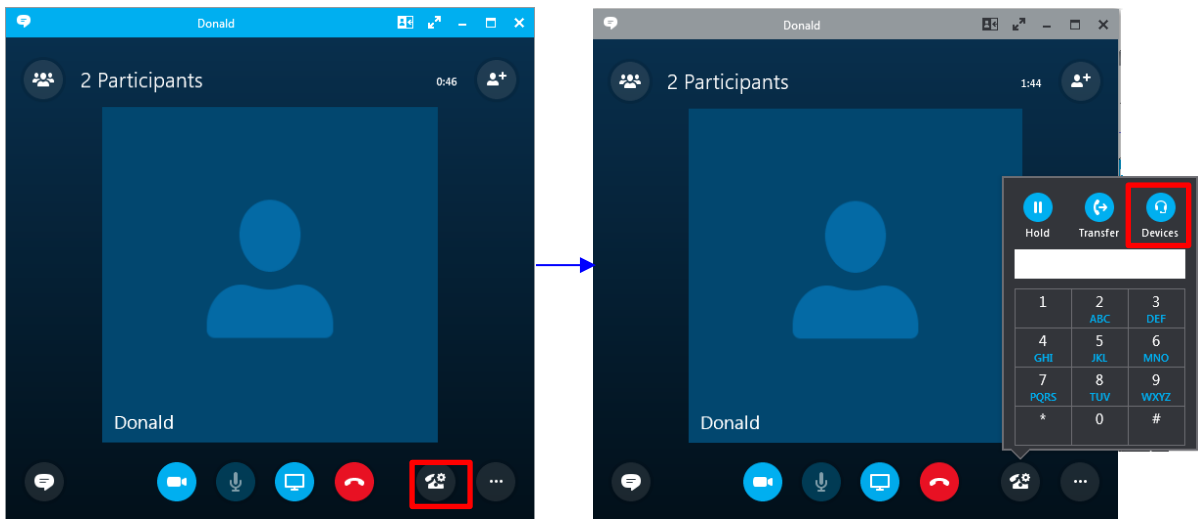 Donald
2 Participants
0:46
Donald
Donald
2 Participants
1:44
Donald
Hold Transfer Devices
1 2 3
ABC DEF
4 5 6
GHI JKL MNO
7 8 9
PQRS TUV WXYZ
* 0 #